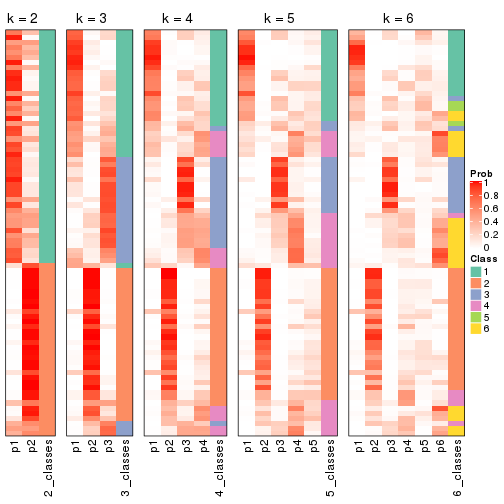 k = 2
k = 3
k = 4
k = 5
k = 6
p1
p2
2_classes
p1
p2
p3
3_classes
p1
p2
p3
p4
4_classes
p1
p2
p3
p4
p5
5_classes
p1
p2
p3
p4
p5
p6
6_classes
Prob
1
0.8
0.6
0.4
0.2
0
Class
1
2
3
4
5
6